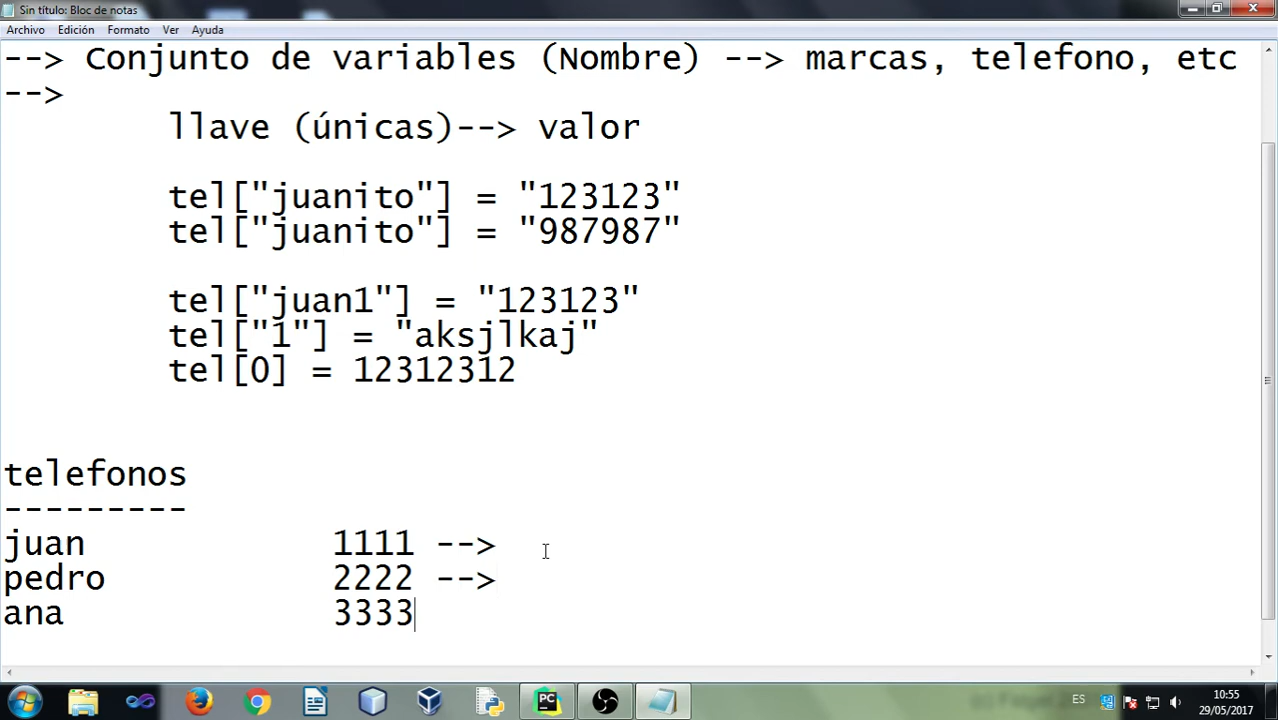 Sin título: Bloc de notas
Archivo Edición Formato Ver Ayuda
--> Conjunto de variables (Nombre) --> marcas, telefono, etc
-->
llave (únicas)--> valor
tel["juanito"] = "123123"
tel["juanito"] = "987987"
tel["juan1"] = "123123"
tel["1"] = "aksjlkaj"
tel[0] = 12312312
telefonos
---------
juan 1111 -->
pedro 2222 -->
ana 3333
PC
ES
10:55
29/05/2017